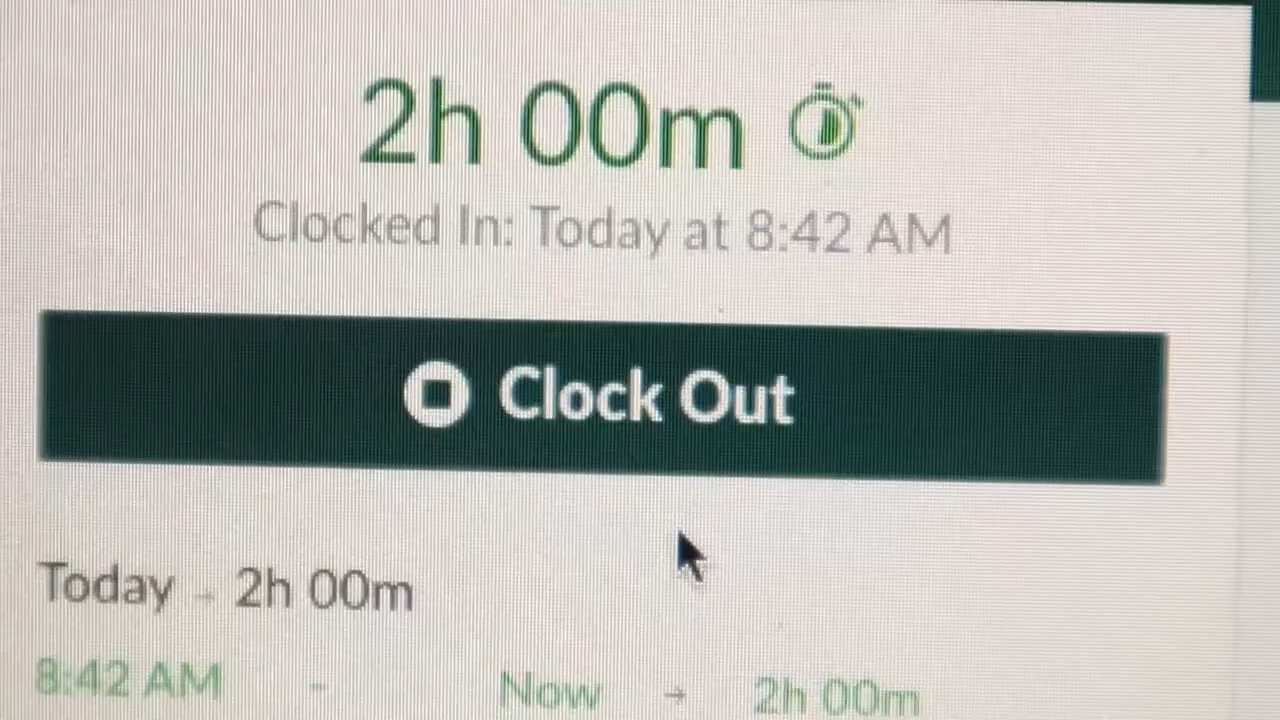 2h 00m
Clocked In: Today at 8:42 AM
Clock Out
Today - 2h 00m
8:42 AM - Now → 2h 00m